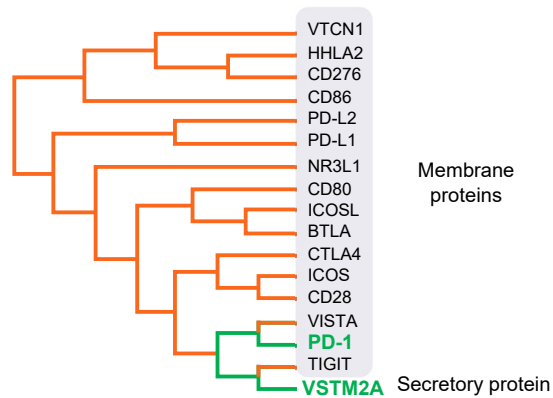 VTCN1
HHLA2
CD276
CD86
PD-L2
PD-L1
NR3L1
CD80
ICOSL
BTLA
CTLA4
ICOS
CD28
VISTA
PD-1
TIGIT
VSTM2A
Membrane
proteins
Secretory protein